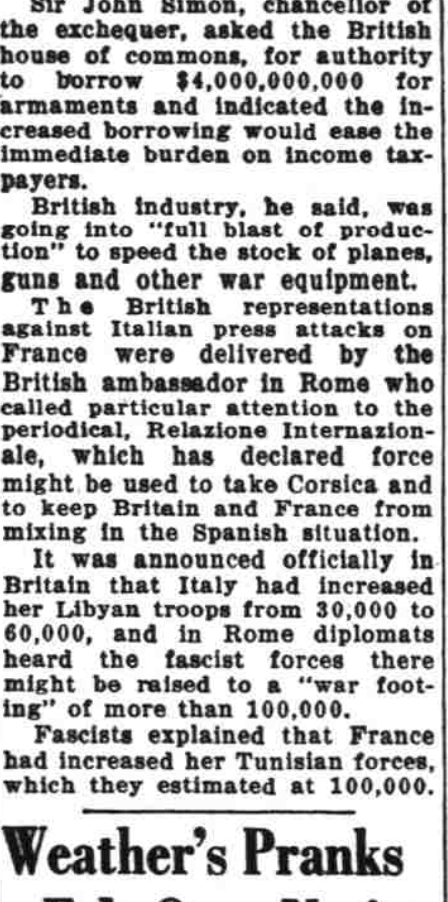 Sir John Simon, chancellor of
the exchequer, asked the British
house of commons, for authority
to borrow $4,000,000,000 for
armaments and indicated the in-
creased borrowing would ease the
immediate burden on income tax-
payers.
British industry, he said, was
going into "full blast of produc-
tion" to speed the stock of planes,
guns and other war equipment.
The British representations
against Italian press attacks on
France were delivered by the
British ambassador in Rome who
called particular attention to the
periodical, Relazione Internazion-
ale, which has declared force
might be used to take Corsica and
to keep Britain and France from
mixing in the Spanish situation.
It was announced officially in
Britain that Italy had increased
her Libyan troops from 30,000 to
60,000, and in Rome diplomats
heard the fascist forces there
might be raised to a "war foot-
ing" of more than 100,000.
Fascists explained that France
had increased her Tunisian forces,
which they estimated at 100,000.
Weather's Pranks